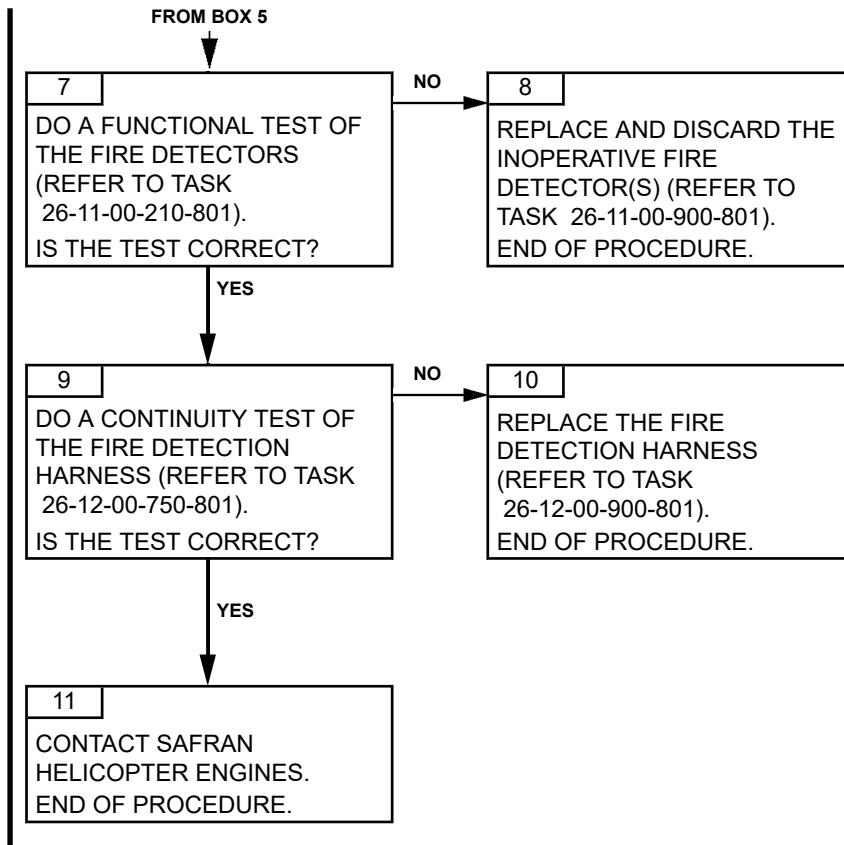 FROM BOX 5
7
DO A FUNCTIONAL TEST OF
THE FIRE DETECTORS
(REFER TO TASK
26-11-00-210-801).
IS THE TEST CORRECT?
NO
8
REPLACE AND DISCARD THE
INOPERATIVE FIRE
DETECTOR(S) (REFER TO
TASK 26-11-00-900-801).
END OF PROCEDURE.
YES
9
DO A CONTINUITY TEST OF
THE FIRE DETECTION
HARNESS (REFER TO TASK
26-12-00-750-801).
IS THE TEST CORRECT?
NO
10
REPLACE THE FIRE
DETECTION HARNESS
(REFER TO TASK
26-12-00-900-801).
END OF PROCEDURE.
YES
11
CONTACT SAFRAN
HELICOPTER ENGINES.
END OF PROCEDURE.